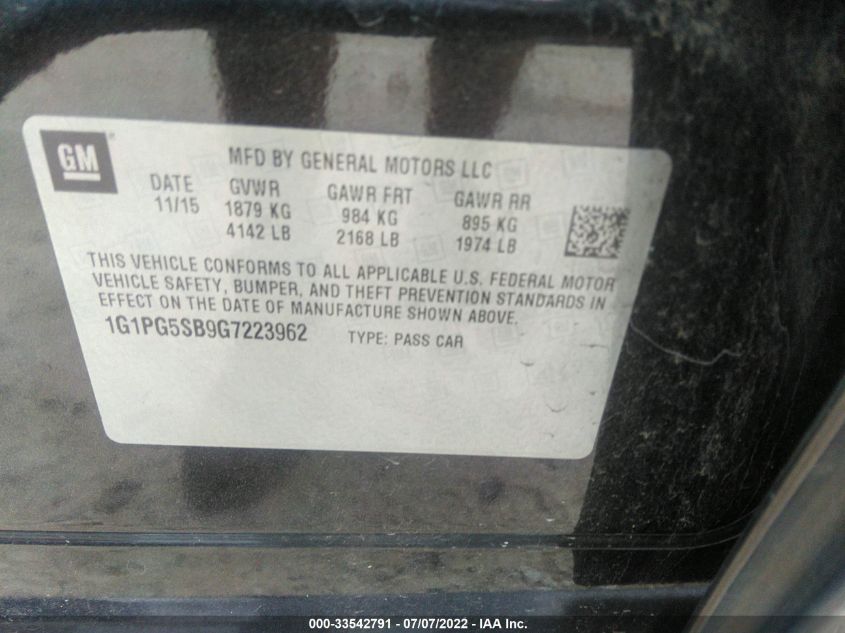 GM
MFD BY GENERAL MOTORS LLC
DATE GVWR GAWR FRT GAWR RR
11/15 1879 KG 984 KG 895 KG
4142 LB 2168 LB 1974 LB
THIS VEHICLE CONFORMS TO ALL APPLICABLE U.S. FEDERAL MOTOR
VEHICLE SAFETY, BUMPER, AND THEFT PREVENTION STANDARDS IN
EFFECT ON THE DATE OF MANUFACTURE SHOWN ABOVE.
1G1PG5SB9G7223962 TYPE: PASS CAR
000-33542791 - 07/07/2022 - IAA Inc.